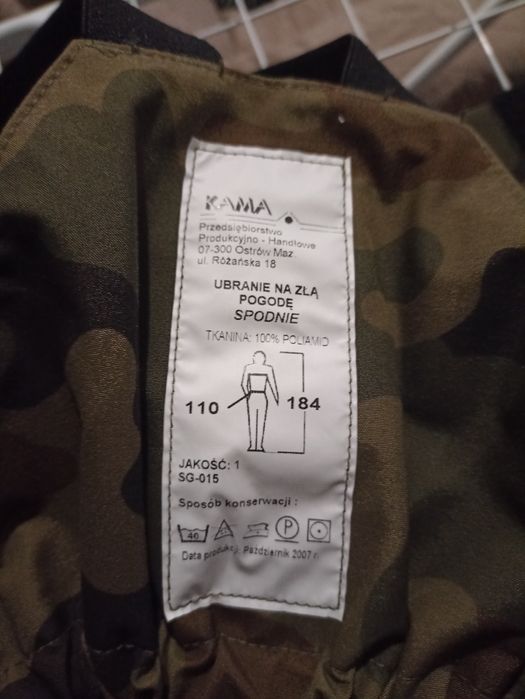 KAMA
Przedsiębiorstwo
Produkcyjno - Handlowe
07-300 Ostrów Maz.
ul. Różańska 18
UBRANIE NA ZŁĄ
POGODĘ
SPODNIE
TKANINA: 100% POLIAMID
110
184
JAKOŚĆ: 1
SG-015
Sposób konserwacji :
40
P
Data produkcji: Październik 2007 r.